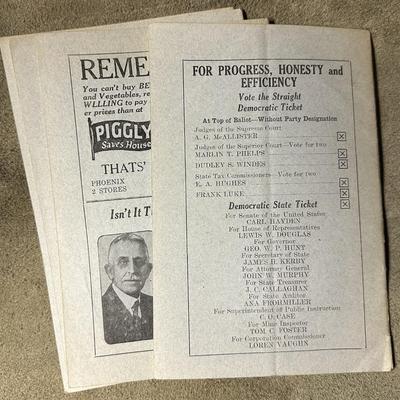 REME
You can't buy BE
and Vegetables, re
WLLLING to pay
er prices than at
PIGGLY
Saves House
THATS'
PHOENIX
2 STORES
Isn't It T
FOR PROGRESS, HONESTY and
EFFICIENCY
Vote the Straight
Democratic Ticket
At Top of Ballot—Without Party Designation
Judges of the Supreme Court
A. G. McALLISTER
Judges of the Superior Court—Vote for two
MARLIN T. PHELPS
DUDLEY S. WINDES
State Tax Commissioners—Vote for two
E. A. HUGHES
FRANK LUKE
Democratic State Ticket
For Senate of the United States
CARL HAYDEN
For House of Representatives
LEWIS W. DOUGLAS
For Governor
GEO. W. P. HUNT
For Secretary of State
JAMES H. KERBY
For Attorney General
JOHN W. MURPHY
For State Treasurer
J. C. CALLAGHAN
For State Auditor
ANA FROHMILLER
For Superintendent of Public Instruction
C. O. CASE
For Mine Inspector
TOM C. FOSTER
For Corporation Commissioner
LOREN VAUGHN